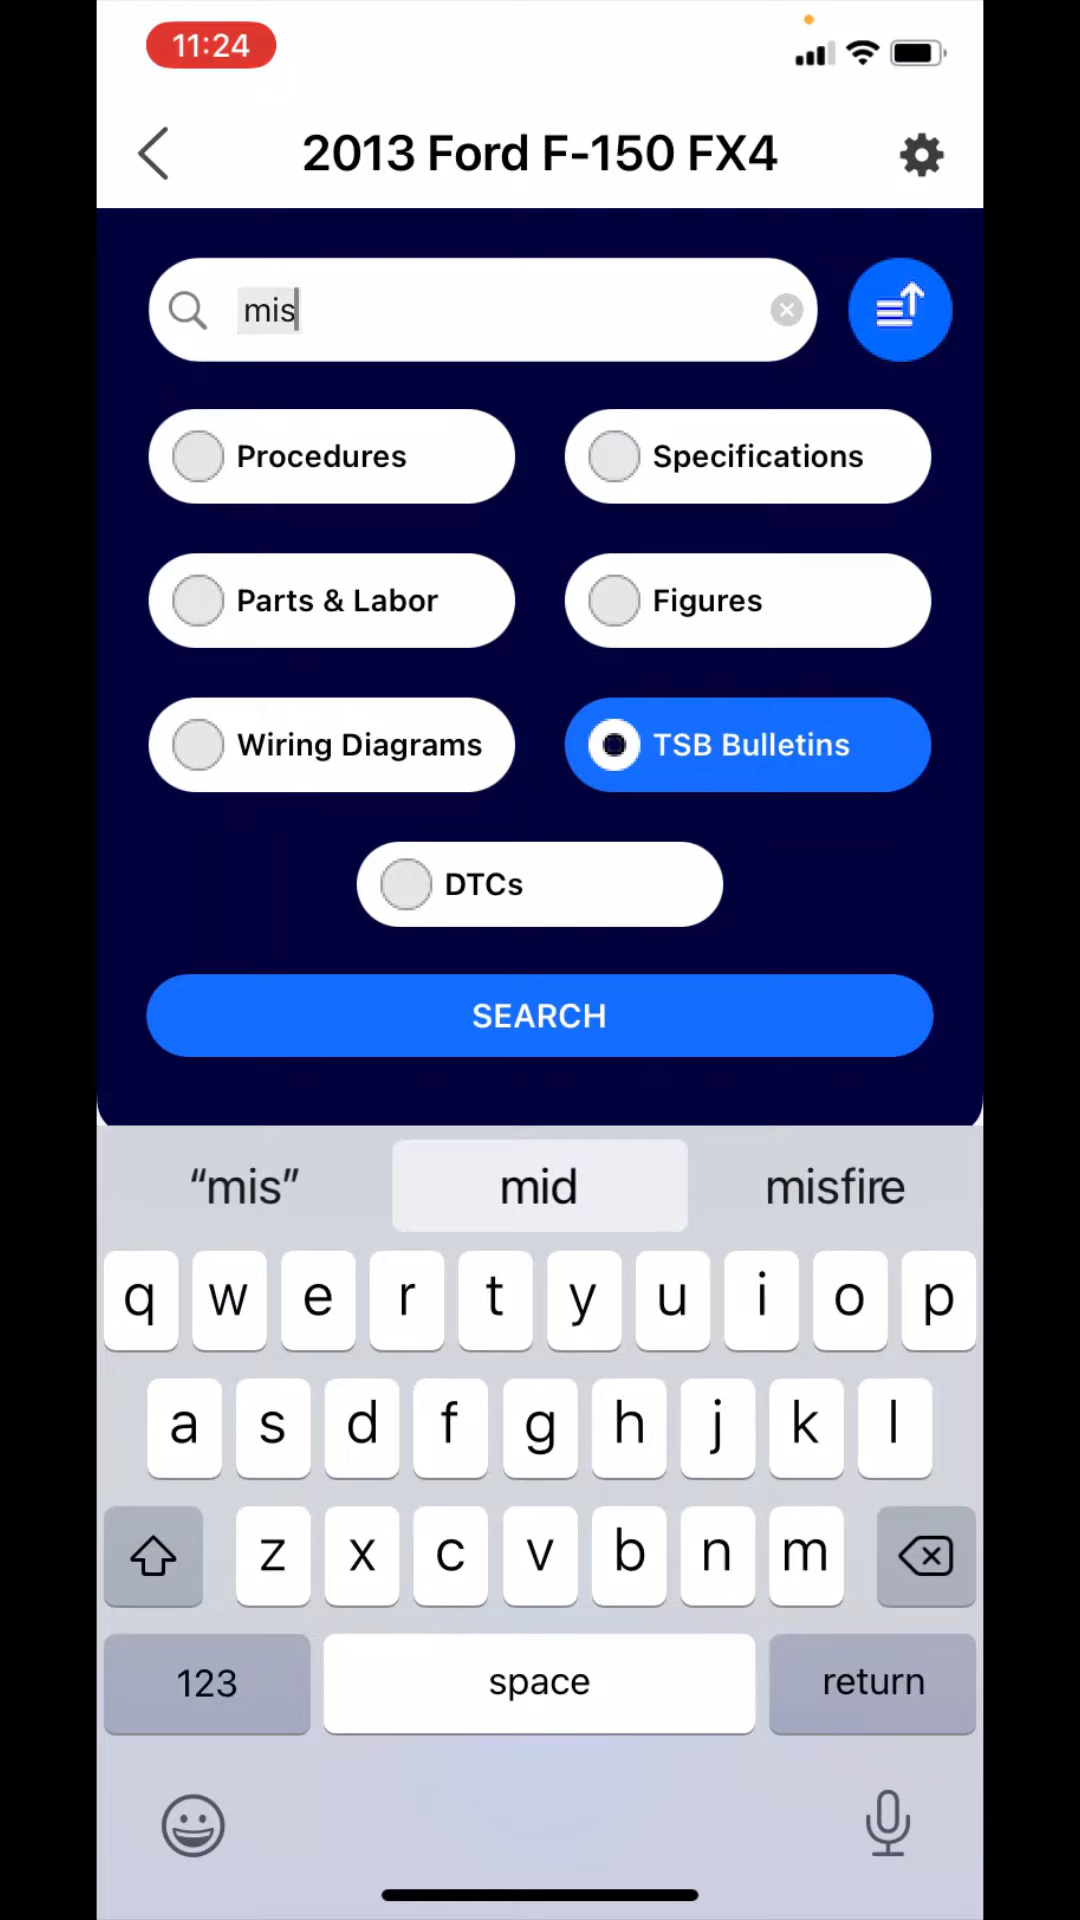 11:24
2013 Ford F-150 FX4
mis
Procedures
Specifications
Parts & Labor
Figures
Wiring Diagrams
TSB Bulletins
DTCs
SEARCH
“mis” mid misfire
q w e r t y u i o p
a s d f g h j k l
z x c v b n m
123 space return